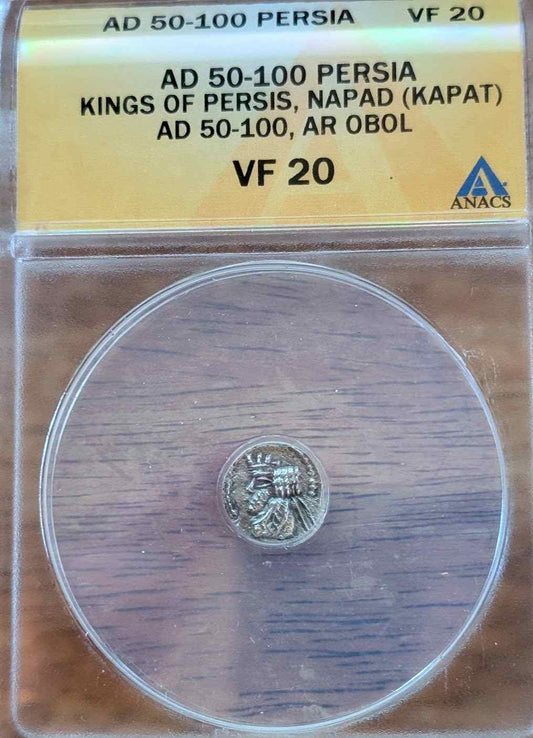 AD 50-100 PERSIA VF 20
AD 50-100 PERSIA
KINGS OF PERSIS, NAPAD (KAPAT)
AD 50-100, AR OBOL
VF 20
ANACS